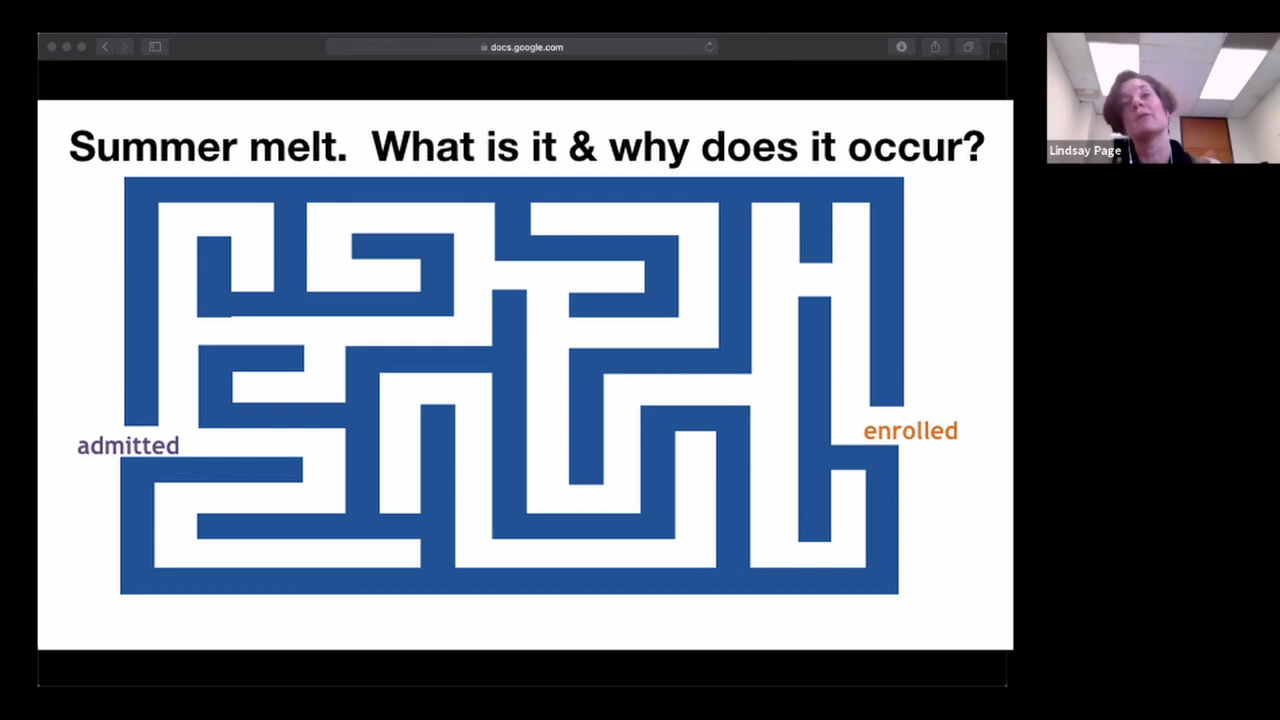 docs.google.com
Summer melt. What is it & why does it occur?
admitted
enrolled
Lindsay Page